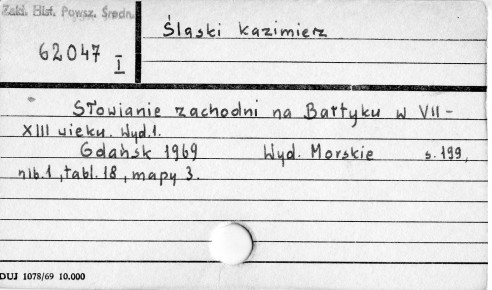 Zakł. Hist. Powsz. Średn.
62047 I
Śląski Kazimierz
Słowianie zachodni na Bałtyku w VII-
XIII wieku. Wyd.1.
Gdańsk 1969 Wyd. Morskie s.199,
nlb.1, tabl.18, mapy 3.
DUJ 1078/69 10.000